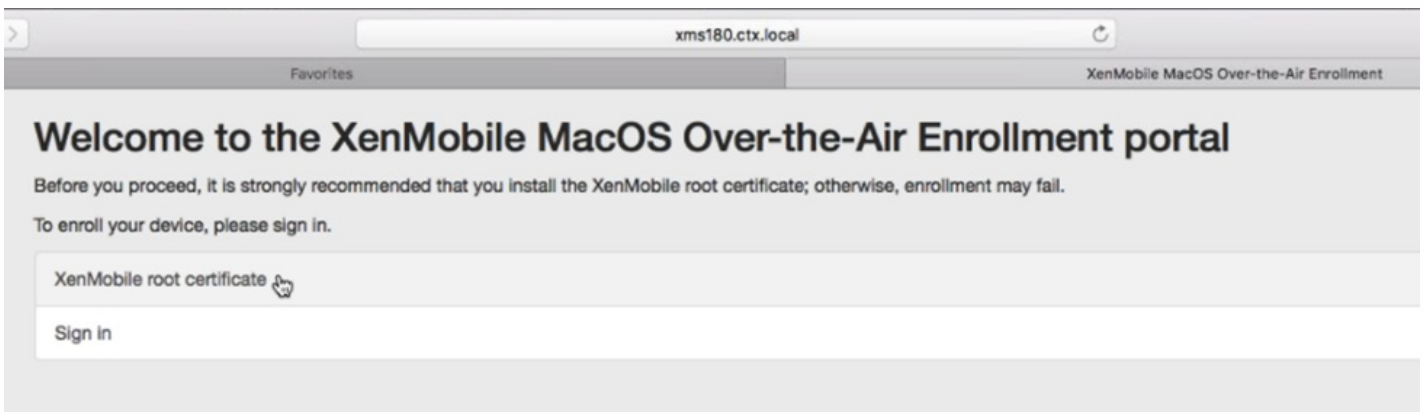 xms180.ctx.local
Favorites
XenMobile MacOS Over-the-Air Enrollment
Welcome to the XenMobile MacOS Over-the-Air Enrollment portal
Before you proceed, it is strongly recommended that you install the XenMobile root certificate; otherwise, enrollment may fail.
To enroll your device, please sign in.
XenMobile root certificate
Sign in